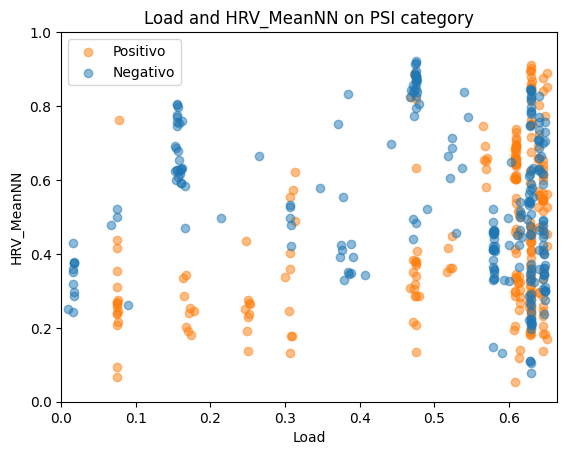 Load and HRV_MeanNN on PSI category
Positivo
Negativo
HRV_MeanNN
1.0
0.8
0.6
0.4
0.2
0.0
0.0 0.1 0.2 0.3 0.4 0.5 0.6
Load